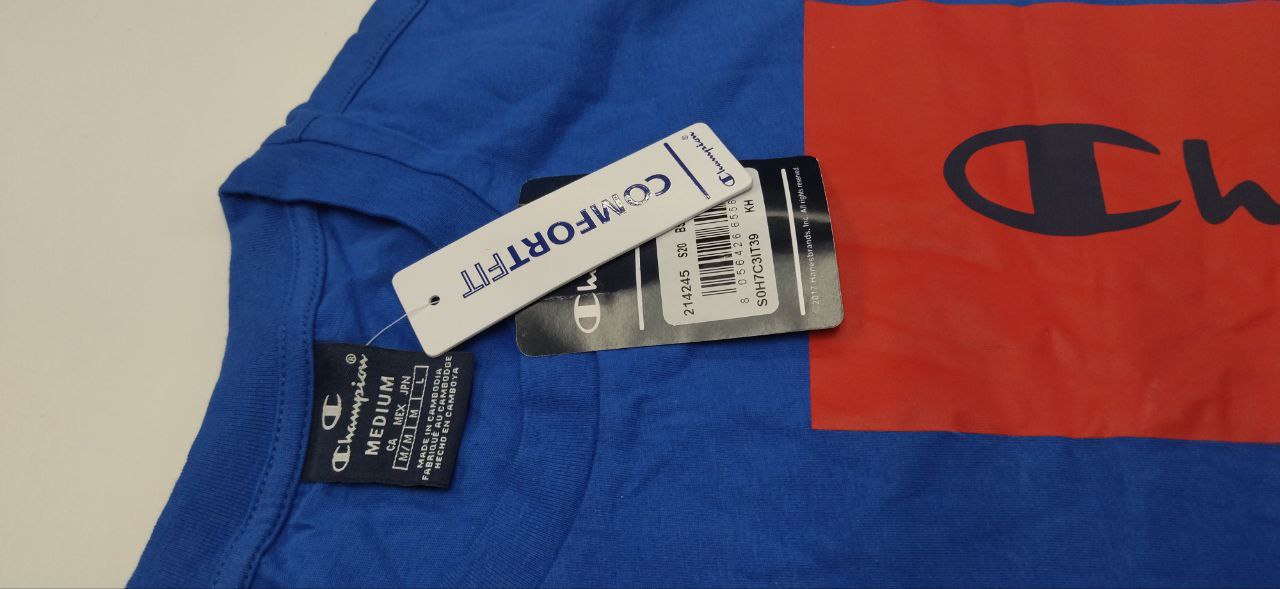 Champion®
MEDIUM
CA MEX JPN
M/M M L
MADE IN CAMBODIA
FABRIQUÉ AU CAMBODGE
HECHO EN CAMBOYA
COMFORTFIT
Champion®
214245 S20
8 056426 6556
S0H7C3IT39 KH
2017 Hanesbrands, Inc. All rights reserved.